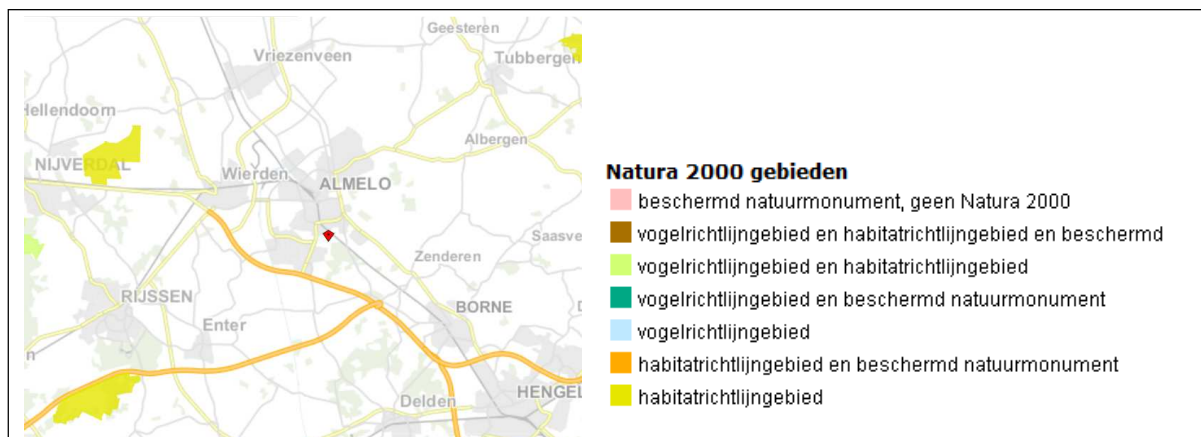 Geesteren
Vriezenveen
Tubbergen
Hellendoorn
Albergen
NIJVERDAL
Wierden
ALMELO
Saasve
Zenderen
RIJSSEN
BORNE
Enter
D
n
HENGEL
Delden
Natura 2000 gebieden
beschermd natuurmonument, geen Natura 2000
vogelrichtlijngebied en habitatrichtlijngebied en beschermd
vogelrichtlijngebied en habitatrichtlijngebied
vogelrichtlijngebied en beschermd natuurmonument
vogelrichtlijngebied
habitatrichtlijngebied en beschermd natuurmonument
habitatrichtlijngebied